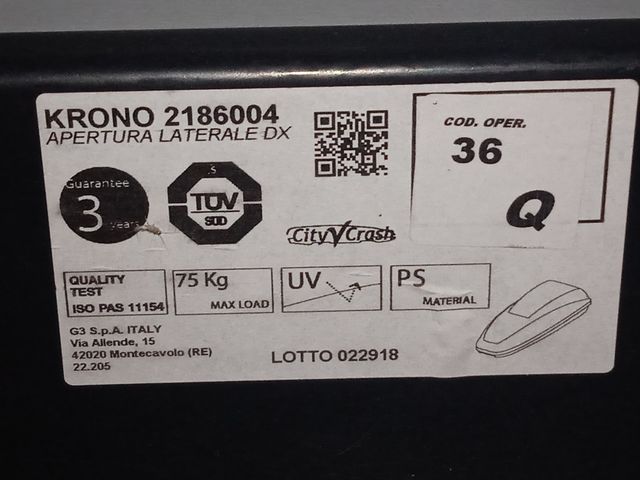 KRONO 2186004
APERTURA LATERALE DX
COD. OPER.
36
Q
Guarantee
3 years
TÜV
SÜD
City Crash
QUALITY
TEST
ISO PAS 11154
75 Kg
MAX LOAD
UV
PS
MATERIAL
G3 S.p.A. ITALY
Via Allende, 15
42020 Montecavolo (RE)
22.205
LOTTO 022918